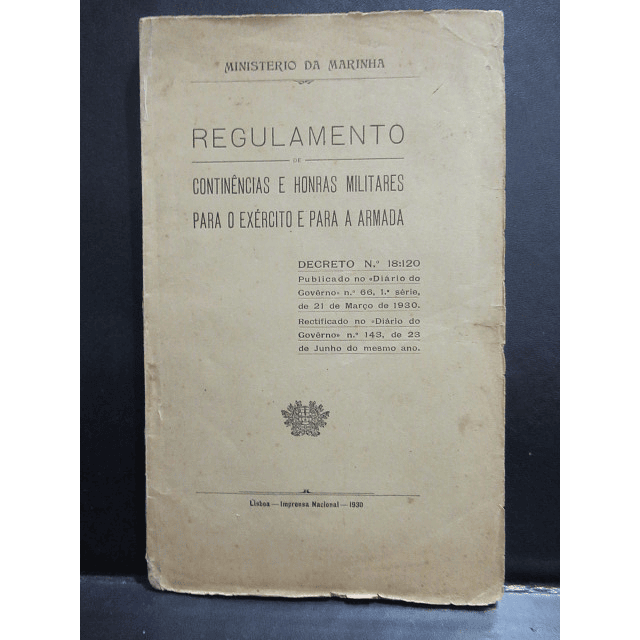 MINISTERIO DA MARINHA
REGULAMENTO
DE
CONTINÊNCIAS E HONRAS MILITARES
PARA O EXÉRCITO E PARA A ARMADA
DECRETO N.º 18:120
Publicado no «Diário do
Govêrno» n.º 66, 1.ª série,
de 21 de Março de 1930.
Rectificado no «Diário do
Govêrno» n.º 143, de 23
de Junho do mesmo ano.
Lisboa — Imprensa Nacional — 1930